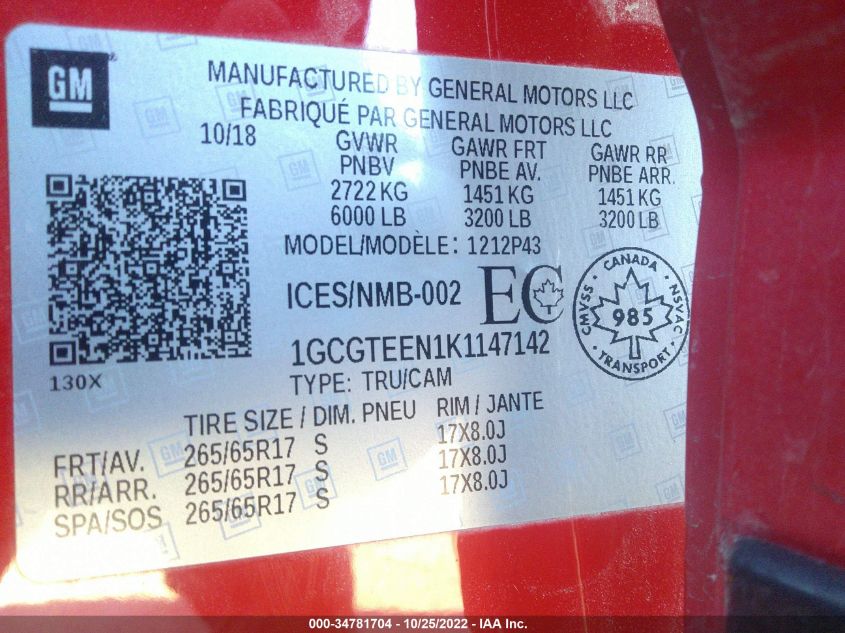 GM
MANUFACTURED BY GENERAL MOTORS LLC
FABRIQUÉ PAR GENERAL MOTORS LLC
10/18 GVWR GAWR FRT GAWR RR
PNBV PNBE AV. PNBE ARR.
2722 KG 1451 KG 1451 KG
6000 LB 3200 LB 3200 LB
MODEL/MODÈLE: 1212P43
ICES/NMB-002 EC
CANADA
CMVSS 985 NSVAC
TRANSPORT
1GCGTEEN1K1147142
130X
TYPE: TRU/CAM
TIRE SIZE / DIM. PNEU RIM / JANTE
FRT/AV. 265/65R17 S 17X8.0J
RR/ARR. 265/65R17 S 17X8.0J
SPA/SOS 265/65R17 S 17X8.0J
000-34781704 - 10/25/2022 - IAA Inc.